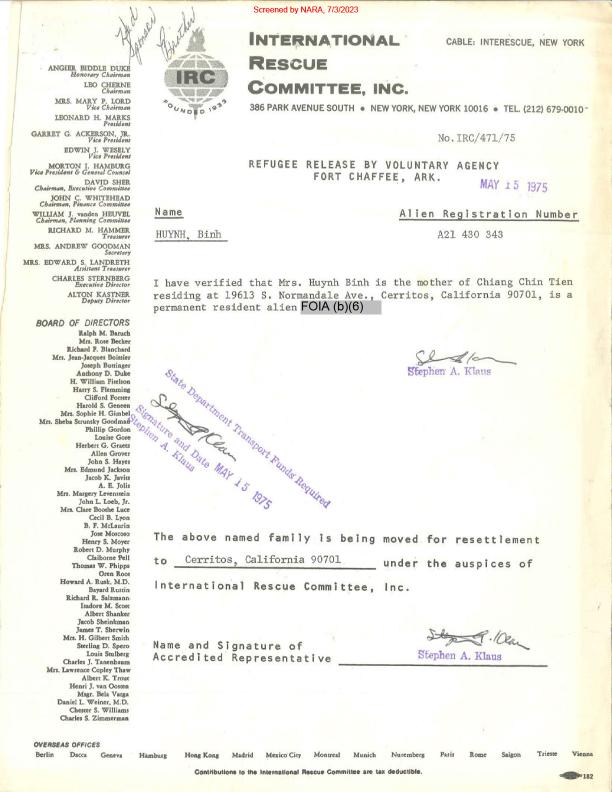 Screened by NARA, 7/3/2023
Had
Sponsor
Brother
IRC
FOUNDED 1933
INTERNATIONAL
RESCUE
COMMITTEE, INC.
CABLE: INTERESCUE, NEW YORK
386 PARK AVENUE SOUTH • NEW YORK, NEW YORK 10016 • TEL. (212) 679-0010
ANGIER BIDDLE DUKE
Honorary Chairman
LEO CHERNE
Chairman
MRS. MARY P. LORD
Vice Chairman
LEONARD H. MARKS
President
GARRET G. ACKERSON, JR.
Vice President
EDWIN J. WESELY
Vice President
MORTON J. HAMBURG
Vice President & General Counsel
DAVID SHER
Chairman, Executive Committee
JOHN C. WHITEHEAD
Chairman, Finance Committee
WILLIAM J. vanden HEUVEL
Chairman, Planning Committee
RICHARD M. HAMMER
Treasurer
MRS. ANDREW GOODMAN
Secretary
MRS. EDWARD S. LANDRETH
Assistant Treasurer
CHARLES STERNBERG
Executive Director
ALTON KASTNER
Deputy Director
BOARD OF DIRECTORS
Ralph M. Baruch
Mrs. Rose Becker
Richard F. Blanchard
Mrs. Jean-Jacques Boissier
Joseph Buttinger
Anthony D. Duke
H. William Fitelson
Harry S. Flemming
Clifford Forster
Harold S. Geneen
Mrs. Sophie H. Gimbel
Mrs. Sheba Strunsky Goodman
Phillip Gordon
Louise Gore
Herbert G. Graetz
Allen Grover
John S. Hayes
Mrs. Edmund Jackson
Jacob K. Javits
A. E. Jolis
Mrs. Margery Levenstein
John L. Loeb, Jr.
Mrs. Clare Boothe Luce
Cecil B. Lyon
B. F. McLaurin
Jose Moscoso
Henry S. Moyer
Robert D. Murphy
Claiborne Pell
Thomas W. Phipps
Oren Root
Howard A. Rusk, M.D.
Bayard Rustin
Richard R. Salzmann
Isadore M. Scott
Albert Shanker
Jacob Sheinkman
James T. Sherwin
Mrs. H. Gilbert Smith
Sterling D. Spero
Louis Stulberg
Charles J. Tanenbaum
Mrs. Lawrence Copley Thaw
Albert K. Trout
Henri J. van Oosten
Msgr. Bela Varga
Daniel L. Weiner, M.D.
Chester S. Williams
Charles S. Zimmerman
No.IRC/471/75
REFUGEE RELEASE BY VOLUNTARY AGENCY
FORT CHAFFEE, ARK.
MAY 15 1975
Name Alien Registration Number
HUYNH, Binh A21 430 343
I have verified that Mrs. Huynh Binh is the mother of Chiang Chin Tien
residing at 19613 S. Normandale Ave., Cerritos, California 90701, is a
permanent resident alien FOIA (b)(6)
Stephen A. Klaus
State Department Transport Funds Required
Signature and Date MAY 15 1975
Stephen A. Klaus
The above named family is being moved for resettlement
to Cerritos, California 90701 under the auspices of
International Rescue Committee, Inc.
Name and Signature of
Accredited Representative
Stephen A. Klaus
OVERSEAS OFFICES
Berlin Dacca Geneva Hamburg Hong Kong Madrid Mexico City Montreal Munich Nuremberg Paris Rome Saigon Trieste Vienna
Contributions to the International Rescue Committee are tax deductible.
182